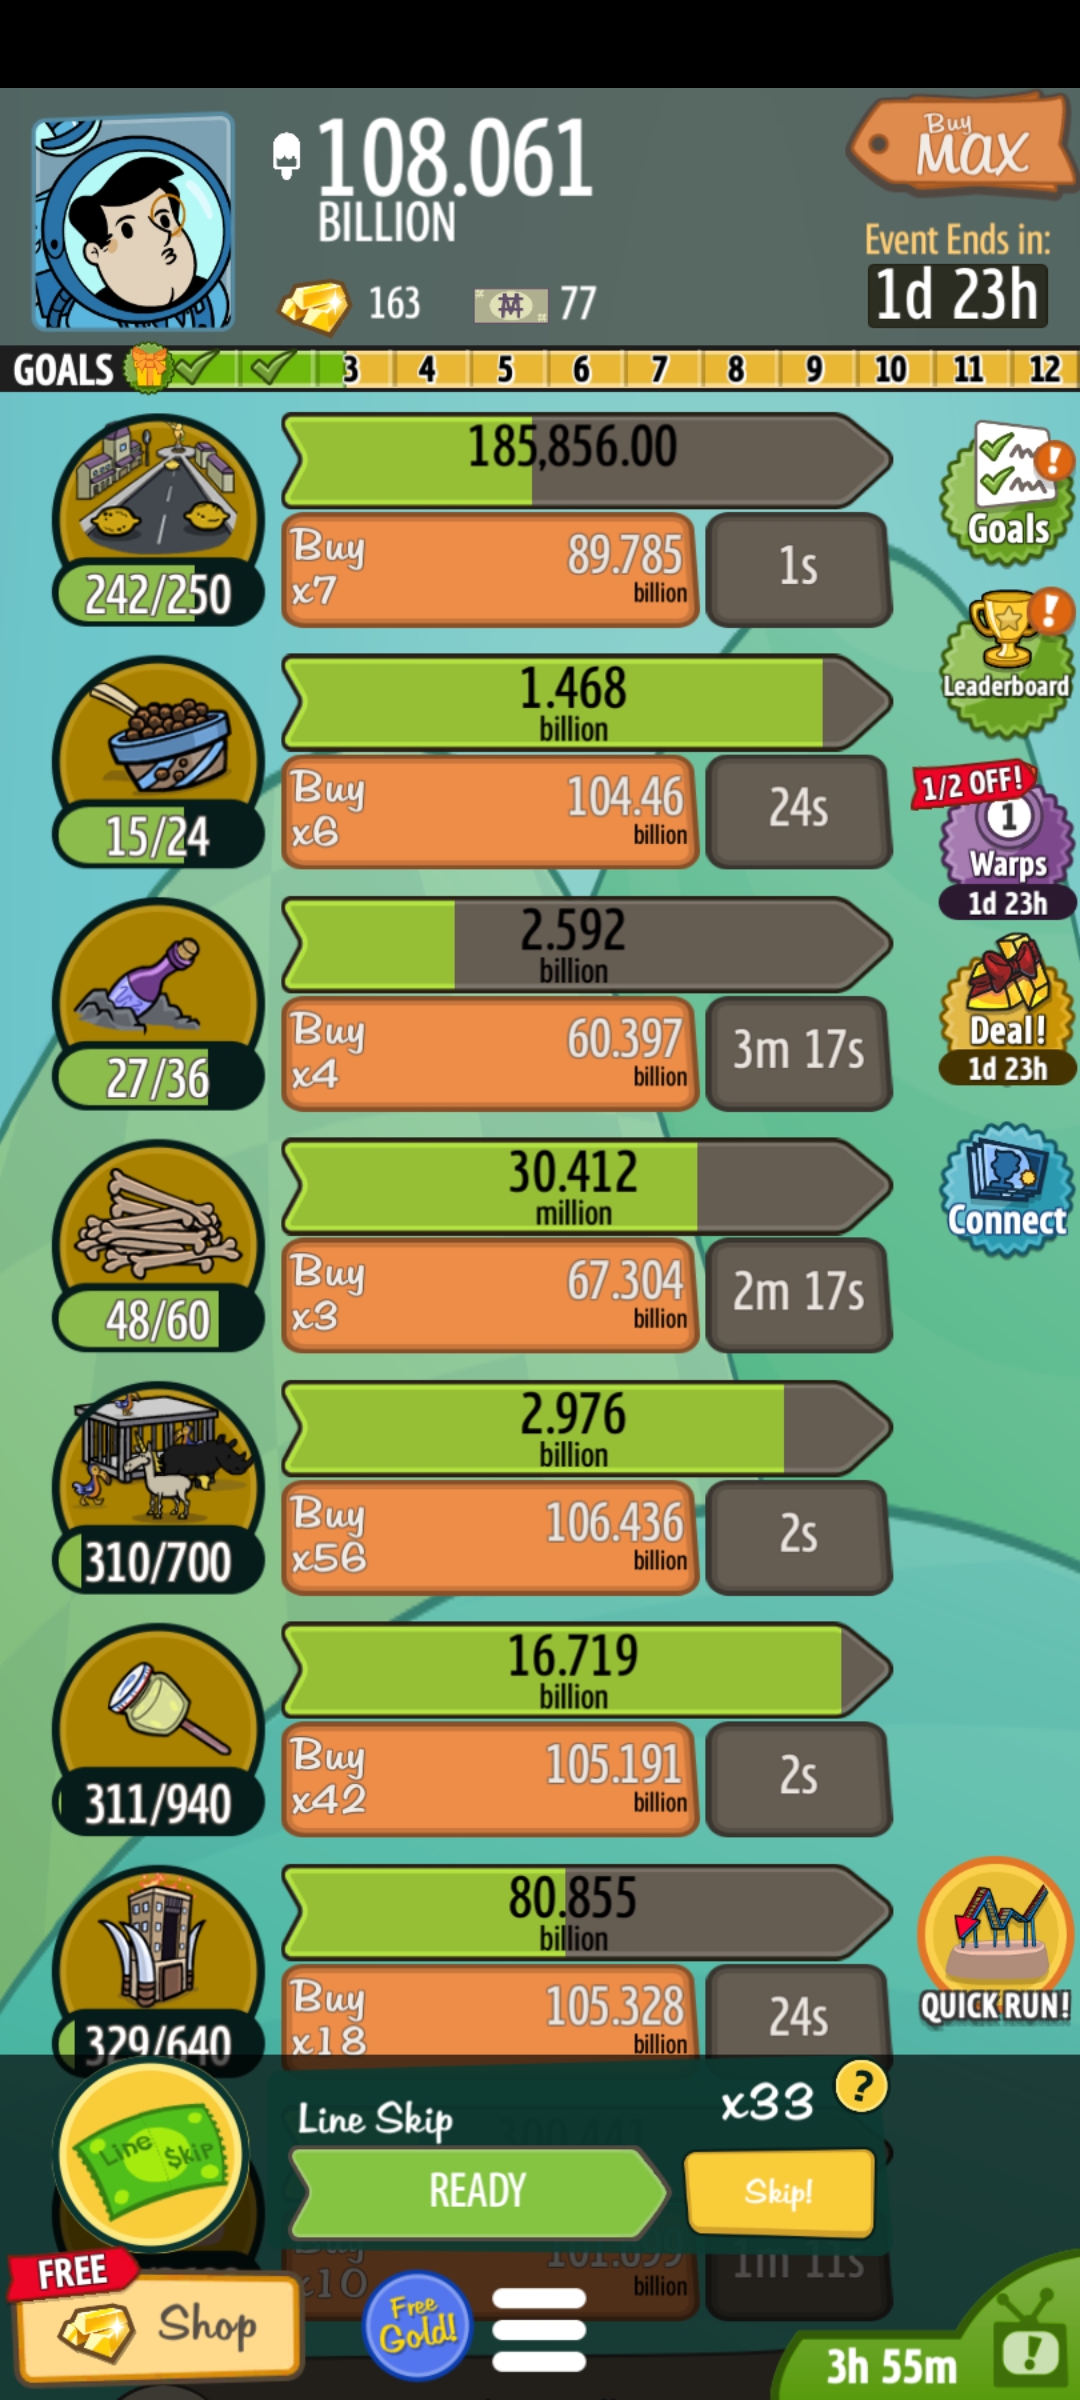 108.061
BILLION
Buy
MAX
Event Ends in:
1d 23h
163
77
GOALS
3 4 5 6 7 8 9 10 11 12
185,856.00
Buy
x7
89.785
billion
1s
242/250
Goals
1.468
billion
Buy
x6
104.46
billion
24s
15/24
Leaderboard
1/2 OFF!
1
Warps
1d 23h
2.592
billion
Buy
x4
60.397
billion
3m 17s
27/36
Deal!
1d 23h
30.412
million
Buy
x3
67.304
billion
2m 17s
48/60
Connect
2.976
billion
Buy
x56
106.436
billion
2s
310/700
16.719
billion
Buy
x42
105.191
billion
2s
311/940
80.855
billion
Buy
x18
105.328
billion
24s
329/640
QUICK RUN!
Line Skip
x33
?
Line $kip
READY
Skip!
x10
billion
1m 11s
FREE
Shop
Free
Gold!
3h 55m